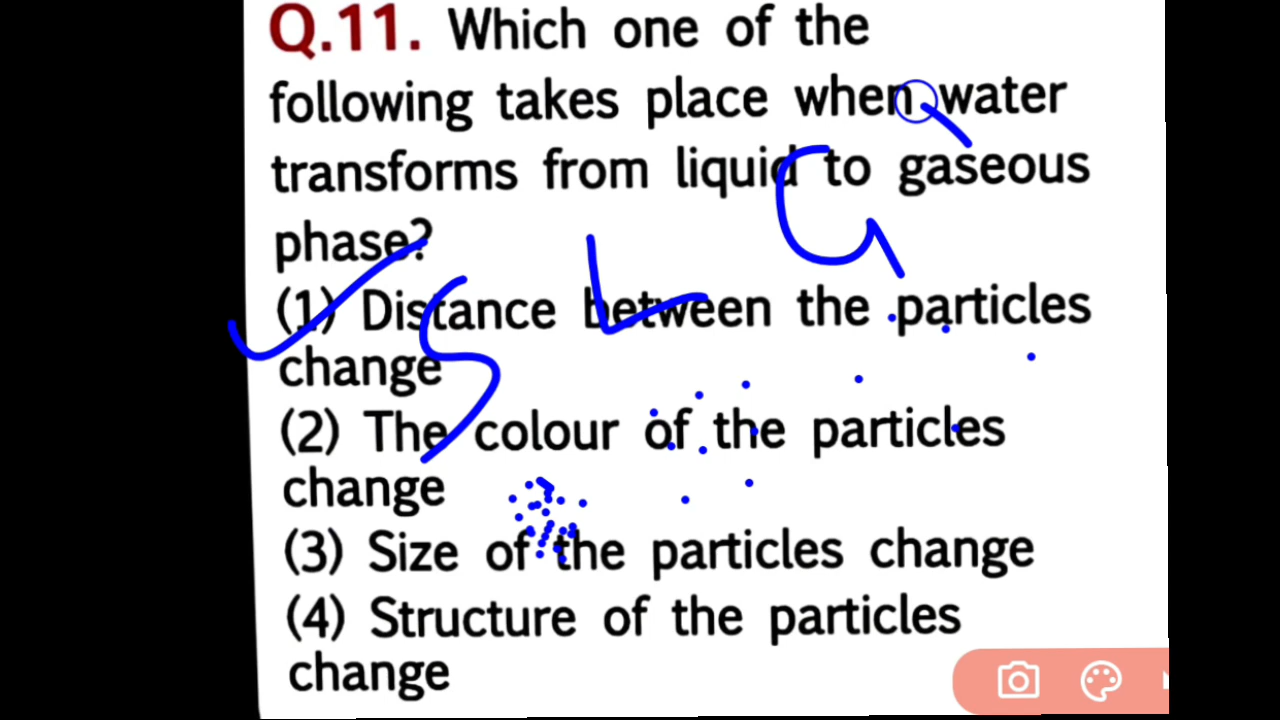 Q.11. Which one of the
following takes place when water
transforms from liquid to gaseous
phase?
(1) Distance between the particles
change
(2) The colour of the particles
change
(3) Size of the particles change
(4) Structure of the particles
change
S L G